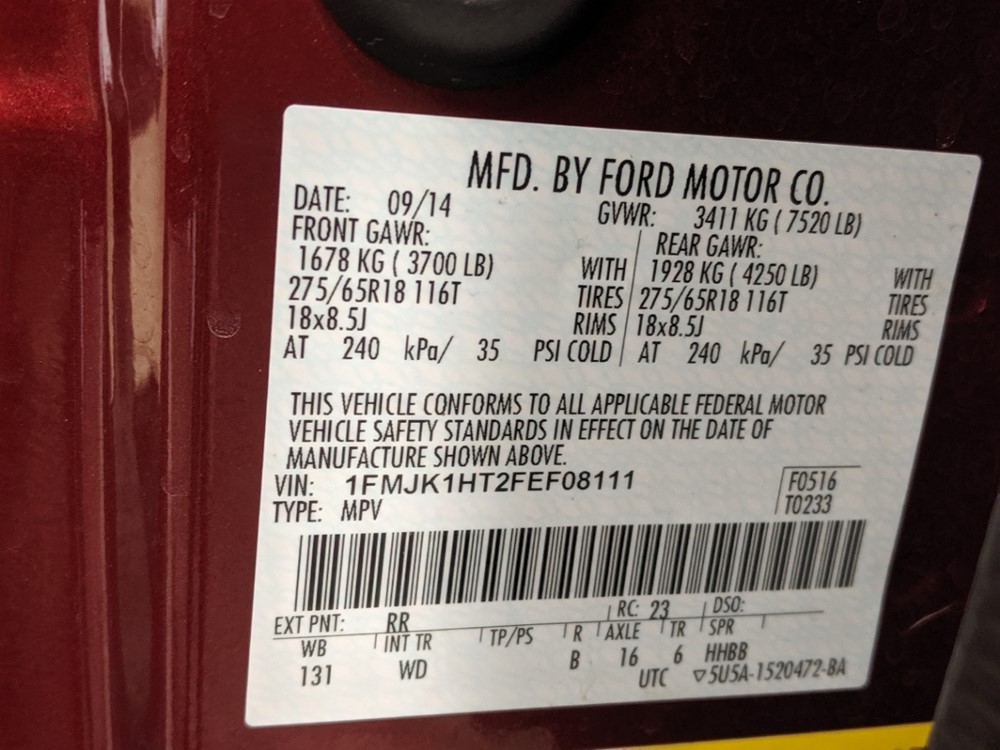 MFD. BY FORD MOTOR CO.
DATE: 09/14 GVWR: 3411 KG ( 7520 LB)
FRONT GAWR: REAR GAWR:
1678 KG ( 3700 LB) WITH 1928 KG ( 4250 LB) WITH
275/65R18 116T TIRES 275/65R18 116T TIRES
18x8.5J RIMS 18x8.5J RIMS
AT 240 kPa/ 35 PSI COLD AT 240 kPa/ 35 PSI COLD
THIS VEHICLE CONFORMS TO ALL APPLICABLE FEDERAL MOTOR
VEHICLE SAFETY STANDARDS IN EFFECT ON THE DATE OF
MANUFACTURE SHOWN ABOVE.
VIN: 1FMJK1HT2FEF08111 F0516
TYPE: MPV T0233
EXT PNT: RR RC: 23 DSO:
WB INT TR TP/PS R AXLE TR SPR
131 WD B 16 6 HHBB
UTC ▽5U5A-1520472-BA